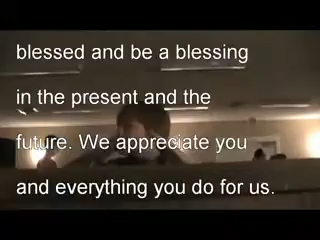 blessed and be a blessing
in the present and the
future. We appreciate you
and everything you do for us.